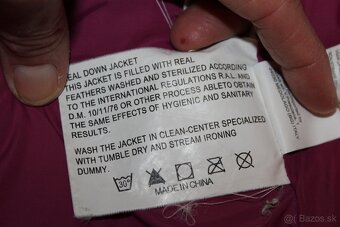 REAL DOWN JACKET
THIS JACKET IS FILLED WITH REAL
FEATHERS WASHED AND STERILIZED ACCORDING
TO THE INTERNATIONAL REGULATIONS R.A.L. AND
D.M. 10/11/76 OR OTHER PROCESS ABLETO OBTAIN
THE SAME EFFECTS OF HYGIENIC AND SANITARY
RESULTS.
WASH THE JACKET IN CLEAN-CENTER SPECIALIZED
WITH TUMBLE DRY AND STREAM IRONING
DUMMY.
30°
MADE IN CHINA
bazos.sk